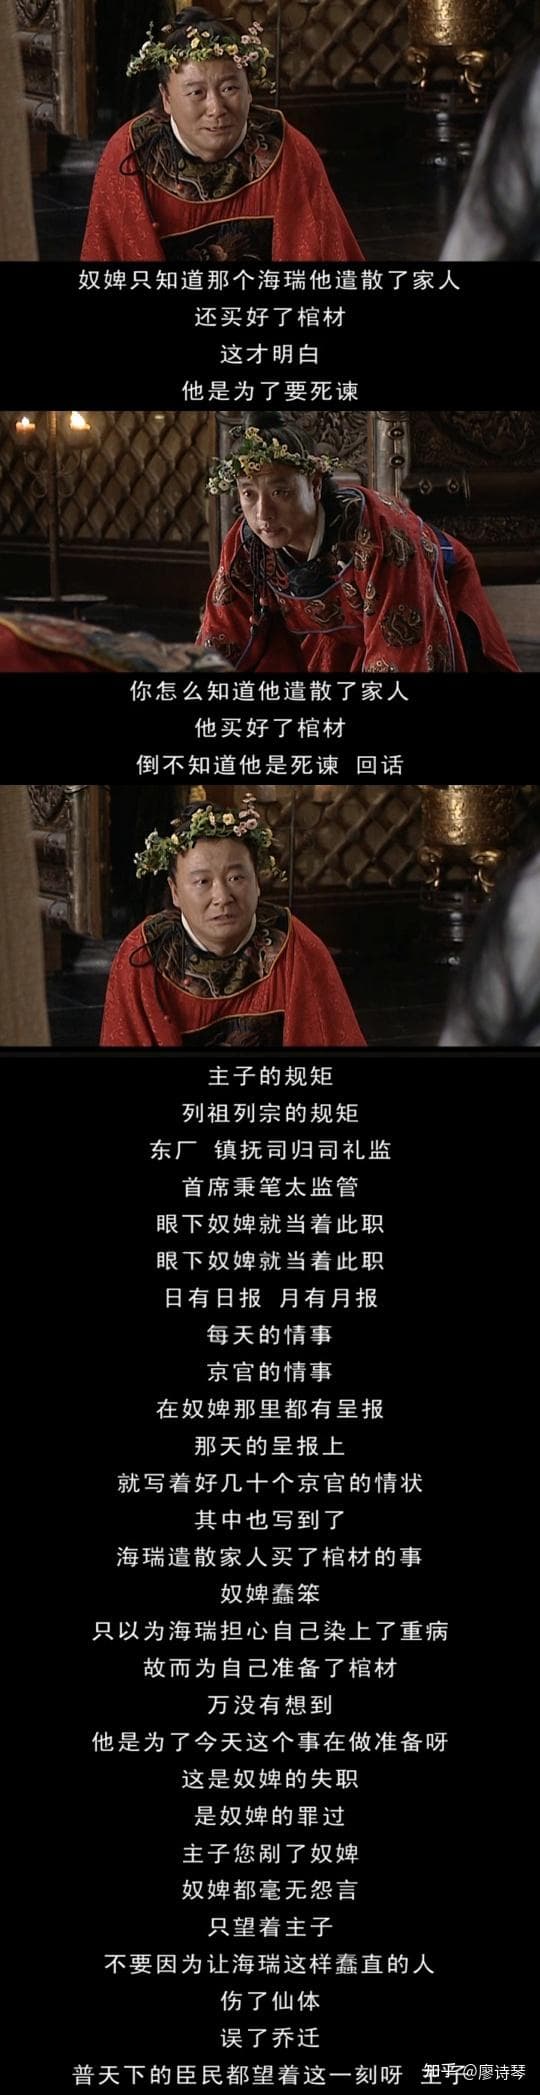 奴婢只知道那个海瑞他遣散了家人
还买好了棺材
这才明白
他是为了要死谏
你怎么知道他遣散了家人
他买好了棺材
倒不知道他是死谏 回话
主子的规矩
列祖列宗的规矩
东厂 镇抚司归司礼监
首席秉笔太监管
眼下奴婢就当着此职
眼下奴婢就当着此职
日有日报 月有月报
每天的情事
京官的情事
在奴婢那里都有呈报
那天的呈报上
就写着好几十个京官的情状
其中也写到了
海瑞遣散家人买了棺材的事
奴婢蠢笨
只以为海瑞担心自己染上了重病
故而为自己准备了棺材
万没有想到
他是为了今天这个事在做准备呀
这是奴婢的失职
是奴婢的罪过
主子您剐了奴婢
奴婢都毫无怨言
只望着主子
不要因为让海瑞这样蠢直的人
伤了仙体
误了乔迁
普天下的臣民都望着这一刻呀 主子
知乎 @廖诗琴